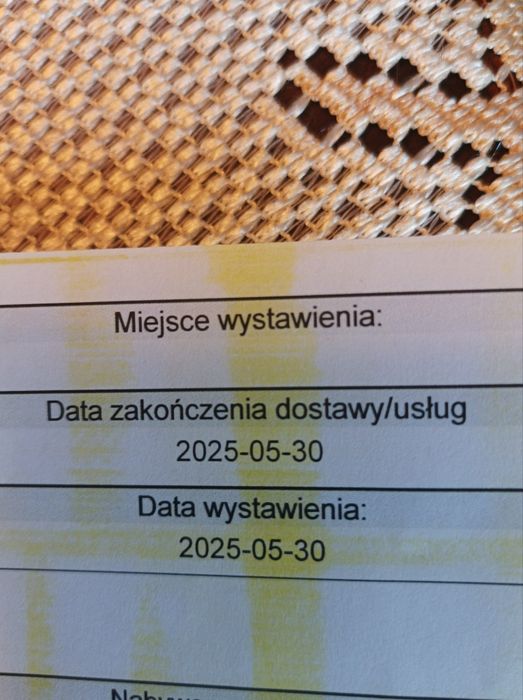 Miejsce wystawienia:
Data zakończenia dostawy/usług
2025-05-30
Data wystawienia:
2025-05-30